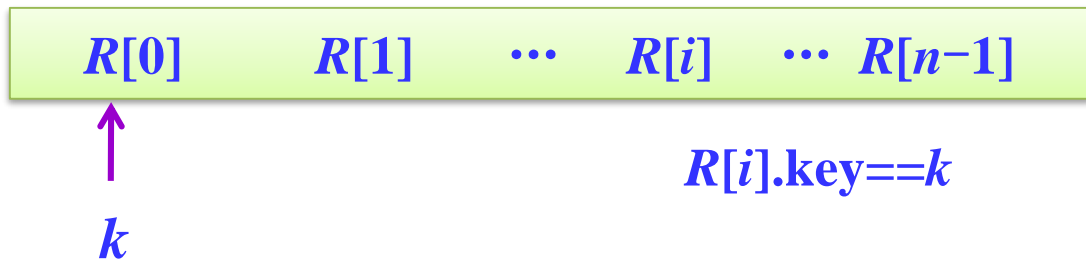 R[0] R[1] ··· R[i] ··· R[n−1]
R[i].key==k
k